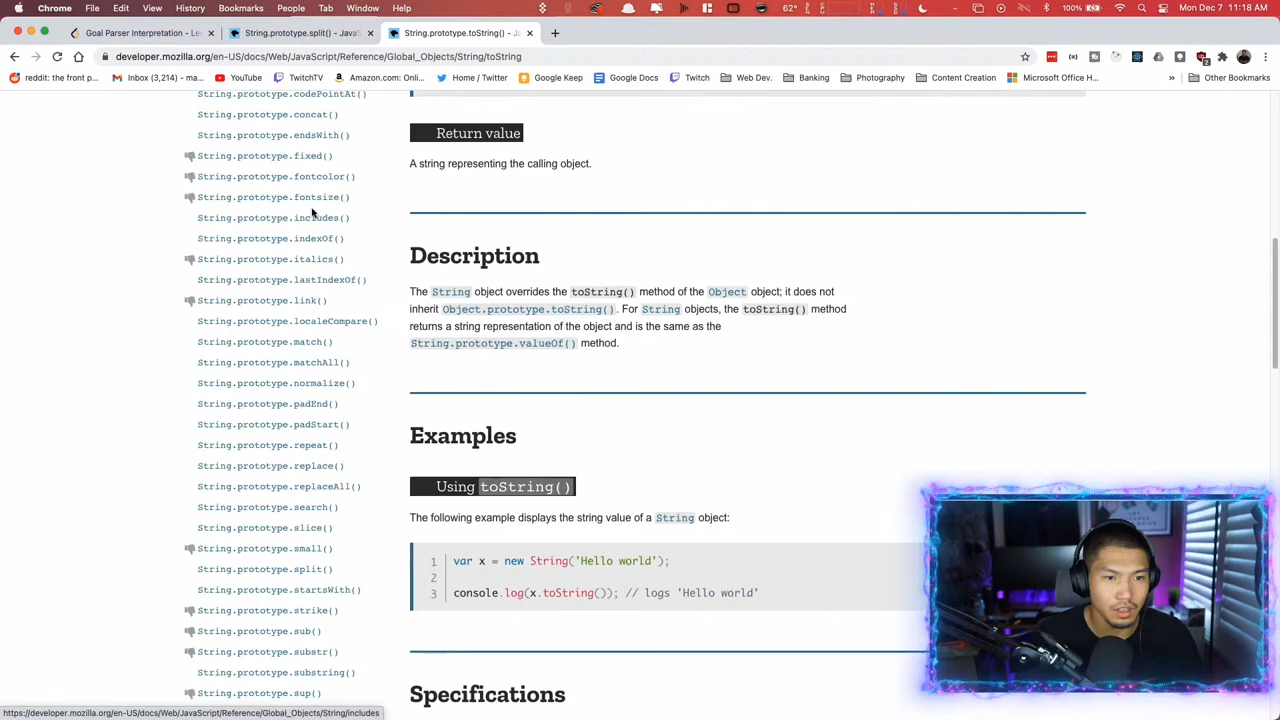 Chrome File Edit View History Bookmarks People Tab Window Help
62° 100% Mon Dec 7 11:18 AM
Goal Parser Interpretation - Le
String.prototype.split() - JavaS
String.prototype.toString() - Ja
developer.mozilla.org/en-US/docs/Web/JavaScript/Reference/Global_Objects/String/toString
reddit: the front p... Inbox (3,214) - mes... YouTube TwitchTV Amazon.com: Onli... Home / Twitter Google Keep Google Docs Twitch Web Dev. Banking Photography Content Creation Microsoft Office H... » Other Bookmarks
String.prototype.codePointAt()
String.prototype.concat()
String.prototype.endsWith()
String.prototype.fixed()
String.prototype.fontcolor()
String.prototype.fontsize()
String.prototype.includes()
String.prototype.indexOf()
String.prototype.italics()
String.prototype.lastIndexOf()
String.prototype.link()
String.prototype.localeCompare()
String.prototype.match()
String.prototype.matchAll()
String.prototype.normalize()
String.prototype.padEnd()
String.prototype.padStart()
String.prototype.repeat()
String.prototype.replace()
String.prototype.replaceAll()
String.prototype.search()
String.prototype.slice()
String.prototype.small()
String.prototype.split()
String.prototype.startsWith()
String.prototype.strike()
String.prototype.sub()
String.prototype.substr()
String.prototype.substring()
String.prototype.sup()
Return value
A string representing the calling object.
Description
The String object overrides the toString() method of the Object object; it does not
inherit Object.prototype.toString(). For String objects, the toString() method
returns a string representation of the object and is the same as the
String.prototype.valueOf() method.
Examples
Using toString()
The following example displays the string value of a String object:
1 var x = new String('Hello world');
2
3 console.log(x.toString()); // logs 'Hello world'
Specifications
https://developer.mozilla.org/en-US/docs/Web/JavaScript/Reference/Global_Objects/String/includes